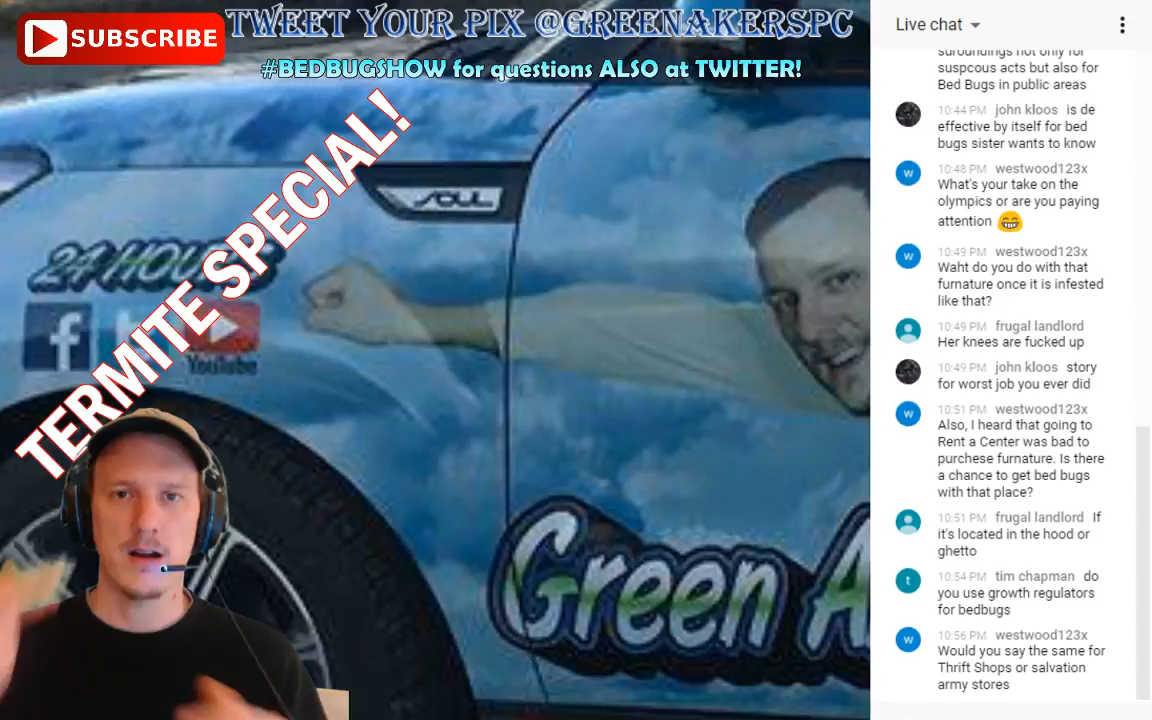 SUBSCRIBE
TWEET YOUR PIX @GREENAKERSPC
#BEDBUGSHOW for questions ALSO at TWITTER!
TERMITE SPECIAL!
SOUL
24 HOURS
f
Youtube
Green A
Live chat
suroundings not only for
suspcous acts but also for
Bed Bugs in public areas
10:44 PM john kloos is de
effective by itself for bed
bugs sister wants to know
W
10:48 PM westwood123x
What's your take on the
olympics or are you paying
attention 😁
W
10:49 PM westwood123x
Waht do you do with that
furnature once it is infested
like that?
10:49 PM frugal landlord
Her knees are fucked up
10:49 PM john kloos story
for worst job you ever did
W
10:51 PM westwood123x
Also, I heard that going to
Rent a Center was bad to
purchese furnature. Is there
a chance to get bed bugs
with that place?
10:51 PM frugal landlord If
it's located in the hood or
ghetto
t
10:54 PM tim chapman do
you use growth regulators
for bedbugs
W
10:56 PM westwood123x
Would you say the same for
Thrift Shops or salvation
army stores